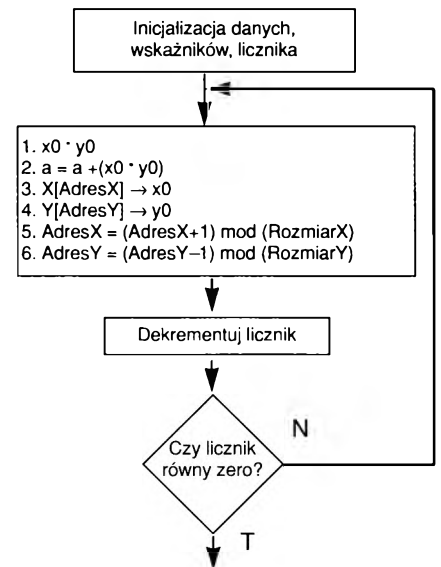 Inicjalizacja danych,
wskaźników, licznika
1. x0 * y0
2. a = a +(x0 * y0)
3. X[AdresX] → x0
4. Y[AdresY] → y0
5. AdresX = (AdresX+1) mod (RozmiarX)
6. AdresY = (AdresY−1) mod (RozmiarY)
Dekrementuj licznik
Czy licznik
równy zero?
N
T